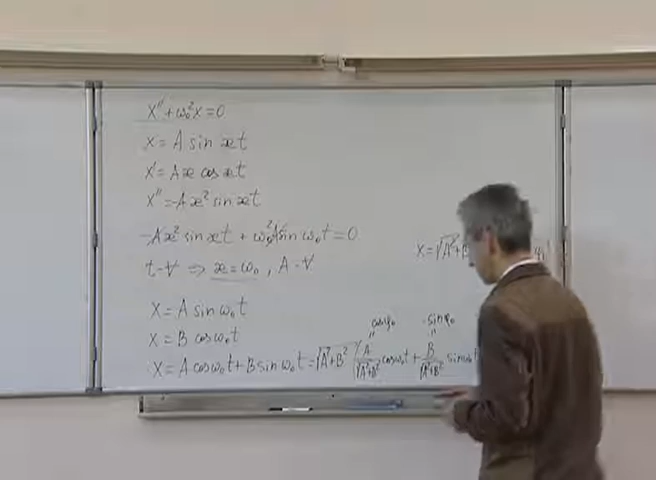 x'' + ω₀²x = 0
x = A sin æt
x' = Aæ cos æt
x'' = -Aæ² sin æt
-Aæ² sin æt + ω₀²A sin ω₀t = 0
t-∀ ⇒ æ = ω₀, A-∀
x = A sin ω₀t
x = B cos ω₀t
x = A cos ω₀t + B sin ω₀t = √A²+B² ( A/√A²+B² cos ω₀t + B/√A²+B² sin ω₀t
cos φ₀
-sin φ₀
x = √A²+B